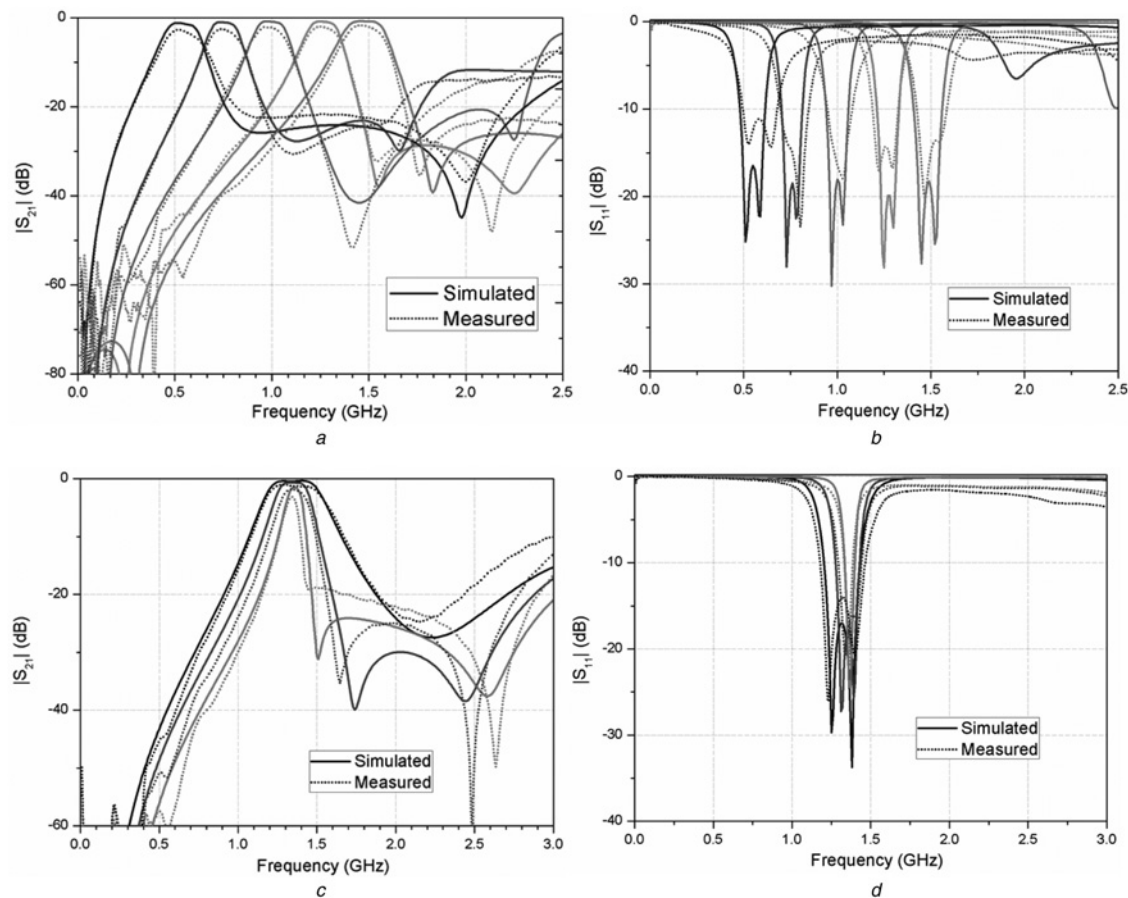 0
-20
-40
-60
-80
|S21| (dB)
Simulated
Measured
0.0 0.5 1.0 1.5 2.0 2.5
Frequency (GHz)
a
0
-10
-20
-30
-40
|S11| (dB)
Simulated
Measured
0.0 0.5 1.0 1.5 2.0 2.5
Frequency (GHz)
b
0
-20
-40
-60
|S21| (dB)
Simulated
Measured
0.0 0.5 1.0 1.5 2.0 2.5 3.0
Frequency (GHz)
c
0
-10
-20
-30
-40
|S11| (dB)
Simulated
Measured
0.0 0.5 1.0 1.5 2.0 2.5 3.0
Frequency (GHz)
d